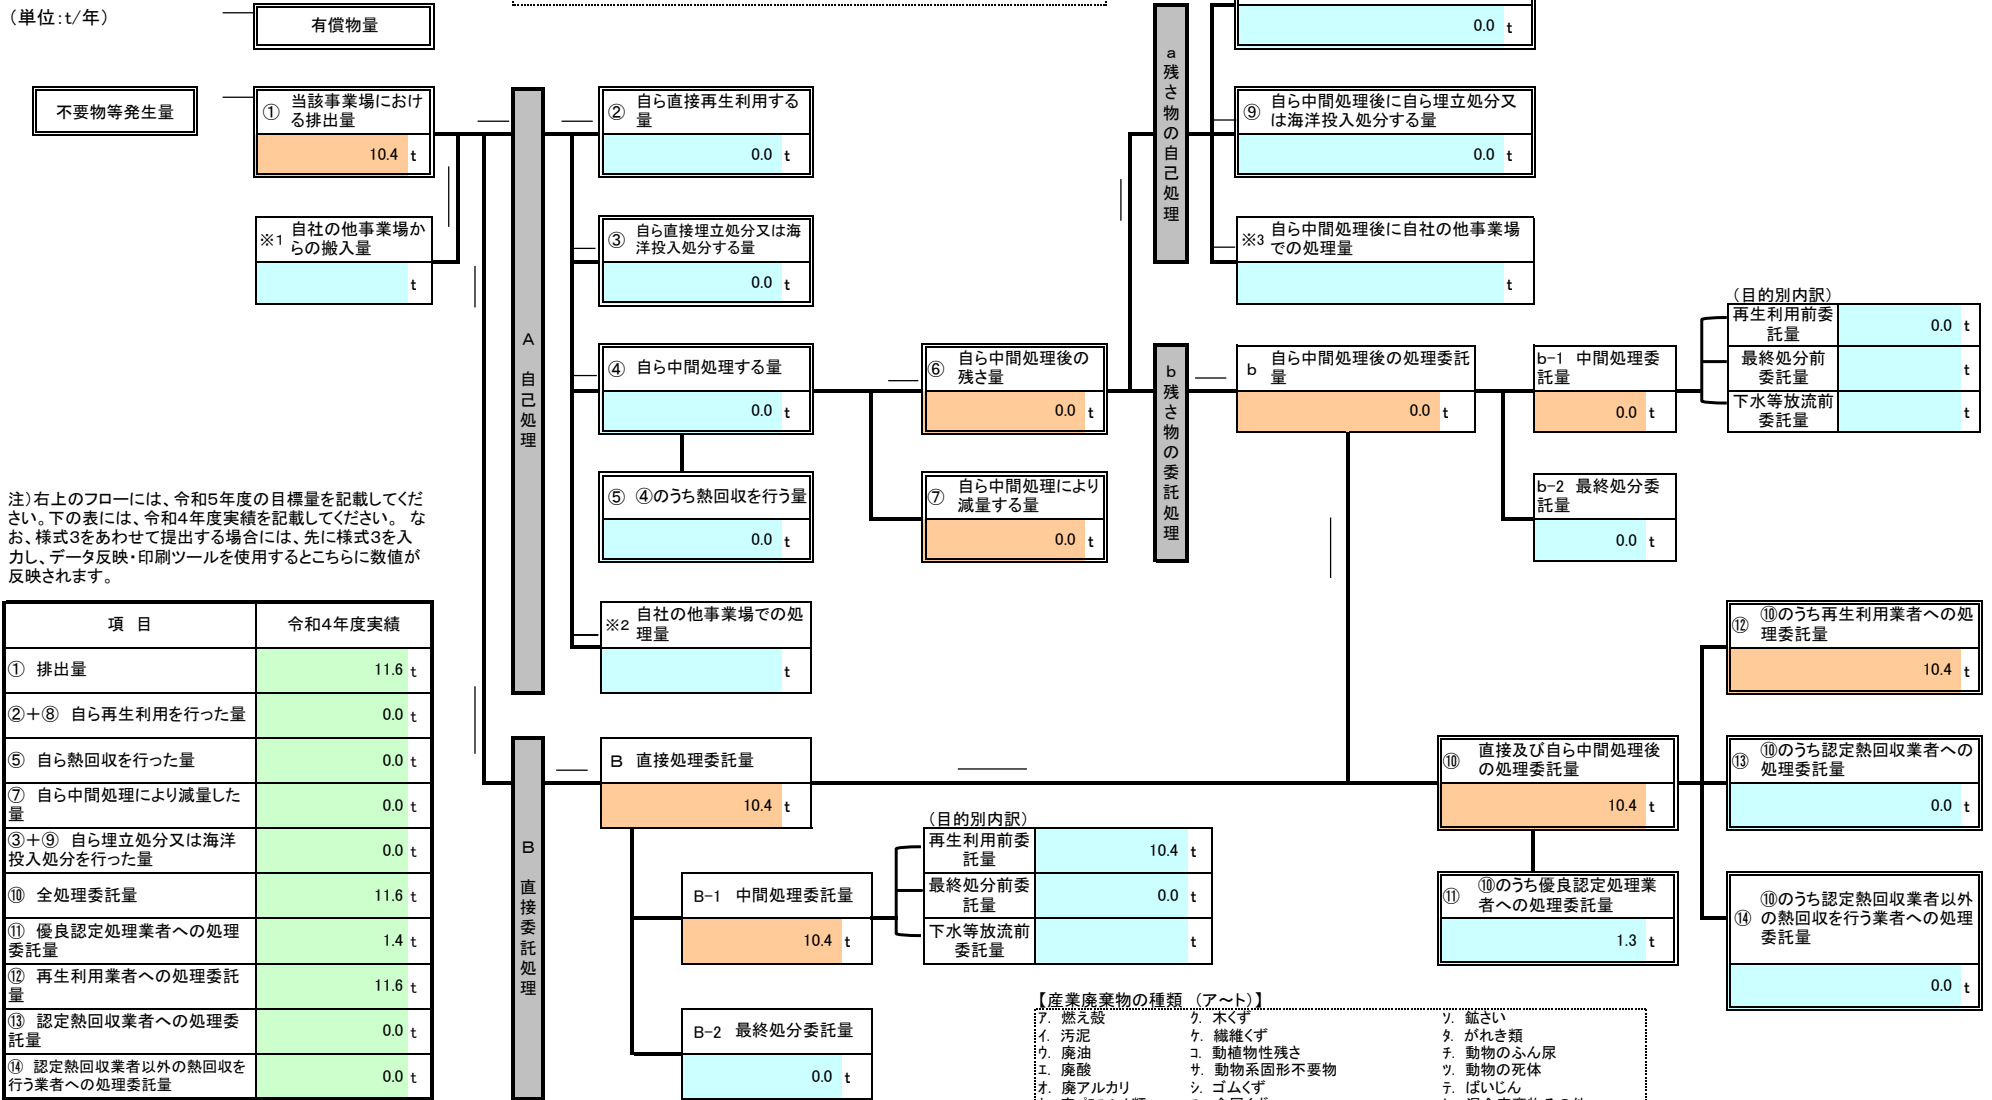 （単位：t/年）
有償物量
0.0 t
不要物等発生量
① 当該事業場におけ
る排出量
10.4 t
※1 自社の他事業場か
らの搬入量
t
A
自己処理
② 自ら直接再生利用する
量
0.0 t
③ 自ら直接埋立処分又は海
洋投入処分する量
0.0 t
④ 自ら中間処理する量
0.0 t
⑤ ④のうち熱回収を行う量
0.0 t
※2 自社の他事業場での処
理量
t
⑥ 自ら中間処理後の
残さ量
0.0 t
⑦ 自ら中間処理により
減量する量
0.0 t
a
残さ物の自己処理
⑨ 自ら中間処理後に自ら埋立処分又
は海洋投入処分する量
0.0 t
※3 自ら中間処理後に自社の他事業場
での処理量
t
b
残さ物の委託処理
b 自ら中間処理後の処理委託
量
0.0 t
b-1 中間処理委
託量
0.0 t
（目的別内訳）
再生利用前委
託量
0.0 t
最終処分前
委託量
t
下水等放流前
委託量
t
b-2 最終処分委
託量
0.0 t
注）右上のフローには、令和５年度の目標量を記載してくだ
さい。下の表には、令和４年度実績を記載してください。 な
お、様式３をあわせて提出する場合には、先に様式３を入
力し、データ反映・印刷ツールを使用するとこちらに数値が
反映されます。
項 目 令和４年度実績
① 排出量 11.6 t
②＋⑧ 自ら再生利用を行った量 0.0 t
⑤ 自ら熱回収を行った量 0.0 t
⑦ 自ら中間処理により減量した
量 0.0 t
③＋⑨ 自ら埋立処分又は海洋
投入処分を行った量 0.0 t
⑩ 全処理委託量 11.6 t
⑪ 優良認定処理業者への処理
委託量 1.4 t
⑫ 再生利用業者への処理委託
量 11.6 t
⑬ 認定熱回収業者への処理委
託量 0.0 t
⑭ 認定熱回収業者以外の熱回収を
行う業者への処理委託量 0.0 t
B
直接委託処理
B 直接処理委託量
10.4 t
B-1 中間処理委託量
10.4 t
（目的別内訳）
再生利用前委
託量
10.4 t
最終処分前委
託量
0.0 t
下水等放流前
委託量
t
B-2 最終処分委託量
0.0 t
⑩ 直接及び自ら中間処理後
の処理委託量
10.4 t
⑪ ⑩のうち優良認定処理業
者への処理委託量
1.3 t
⑫ ⑩のうち再生利用業者への処
理委託量
10.4 t
⑬ ⑩のうち認定熱回収業者への
処理委託量
0.0 t
⑭ ⑩のうち認定熱回収業者以外
の熱回収を行う業者への処理
委託量
0.0 t
【産業廃棄物の種類 （ア～ト）】
ア. 燃え殻 ク. 木くず ソ. 鉱さい
イ. 汚泥 ケ. 繊維くず タ. がれき類
ウ. 廃油 コ. 動植物性残さ チ. 動物のふん尿
エ. 廃酸 サ. 動物系固形不要物 ツ. 動物の死体
オ. 廃アルカリ シ. ゴムくず テ. ばいじん